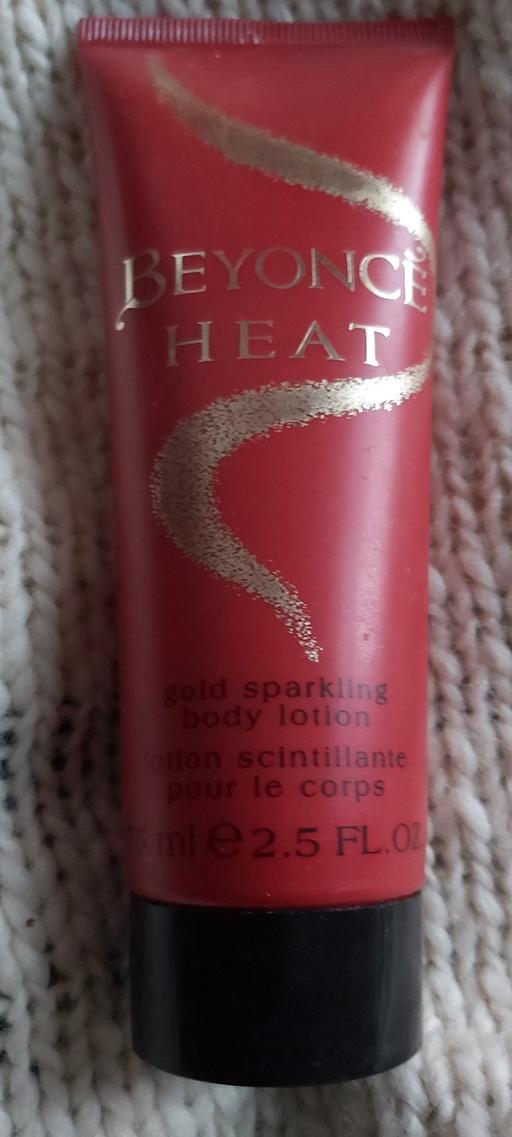 BEYONCÉ
HEAT
gold sparkling
body lotion
lotion scintillante
pour le corps
75 ml e 2.5 FL.OZ.